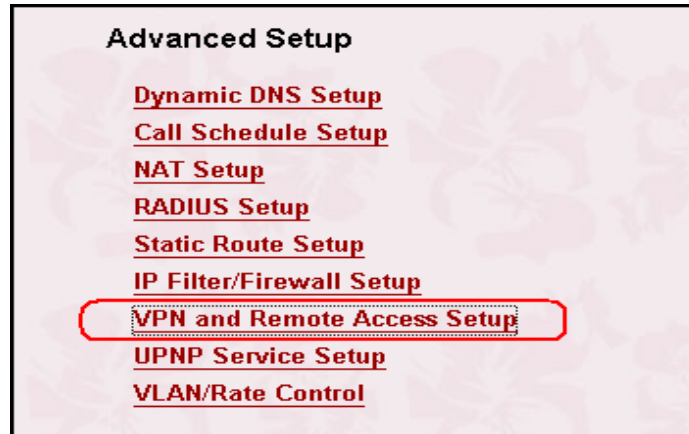 Advanced Setup
Dynamic DNS Setup
Call Schedule Setup
NAT Setup
RADIUS Setup
Static Route Setup
IP Filter/Firewall Setup
VPN and Remote Access Setup
UPNP Service Setup
VLAN/Rate Control